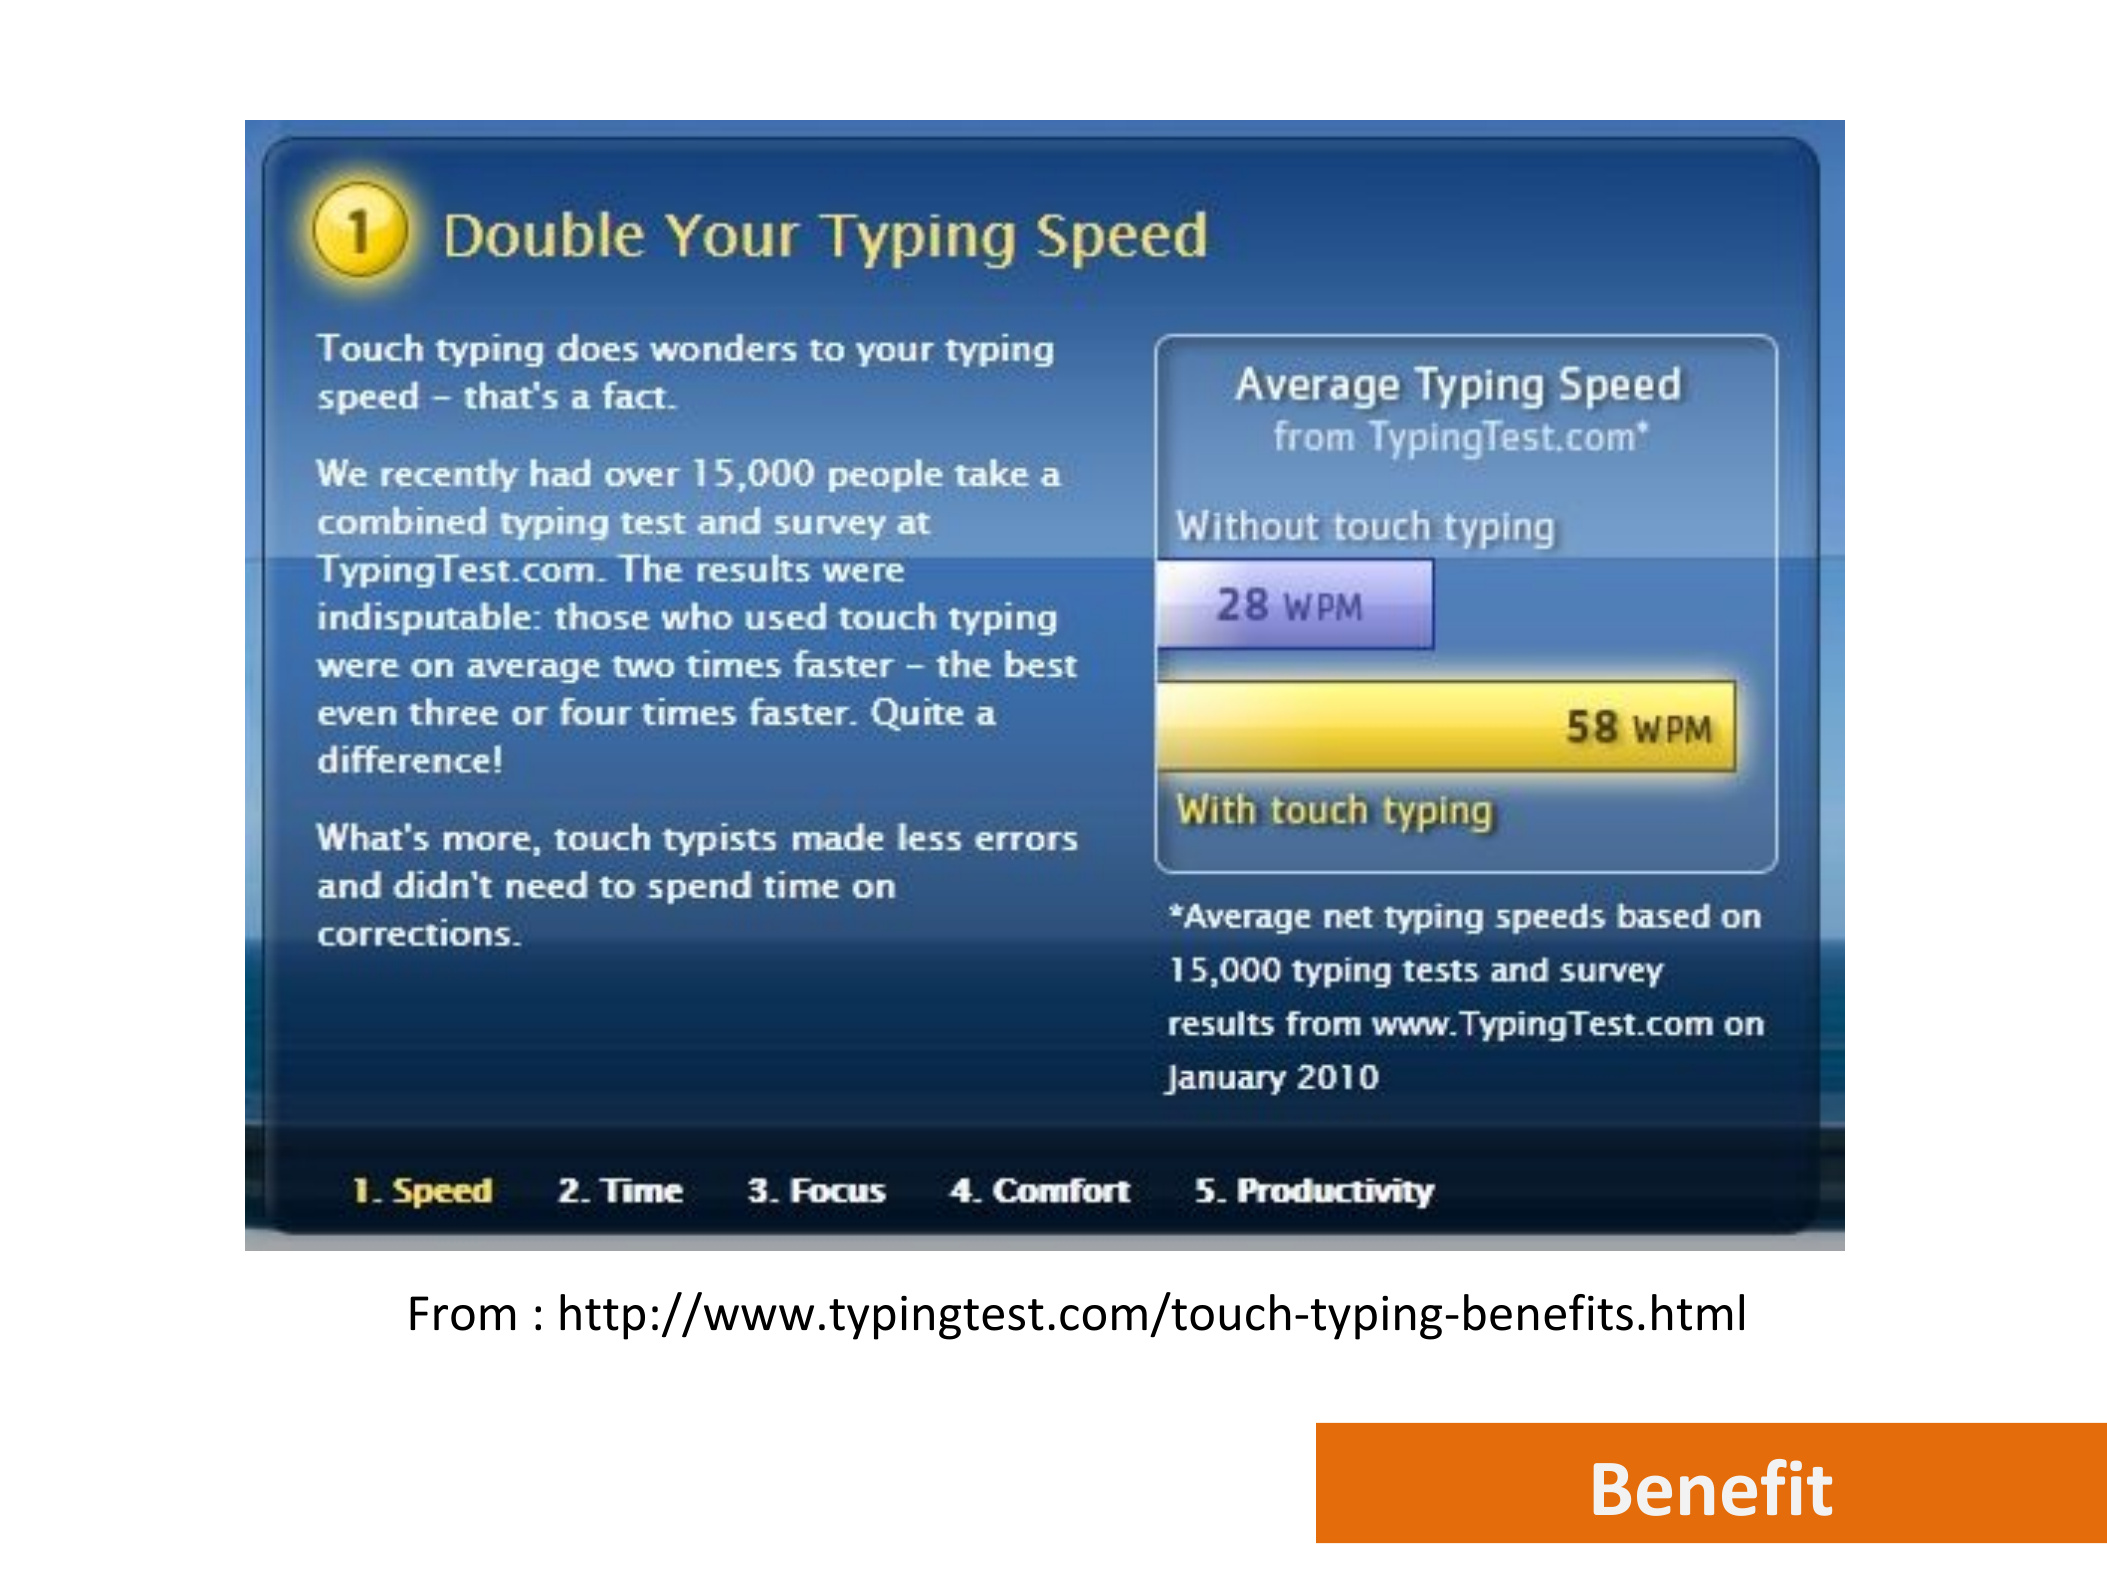 1 Double Your Typing Speed
Touch typing does wonders to your typing
speed – that's a fact.
We recently had over 15,000 people take a
combined typing test and survey at
TypingTest.com. The results were
indisputable: those who used touch typing
were on average two times faster – the best
even three or four times faster. Quite a
difference!
What's more, touch typists made less errors
and didn't need to spend time on
corrections.
Average Typing Speed
from TypingTest.com*
Without touch typing
28 WPM
58 WPM
With touch typing
*Average net typing speeds based on
15,000 typing tests and survey
results from www.TypingTest.com on
January 2010
1. Speed 2. Time 3. Focus 4. Comfort 5. Productivity
From : http://www.typingtest.com/touch-typing-benefits.html
Benefit